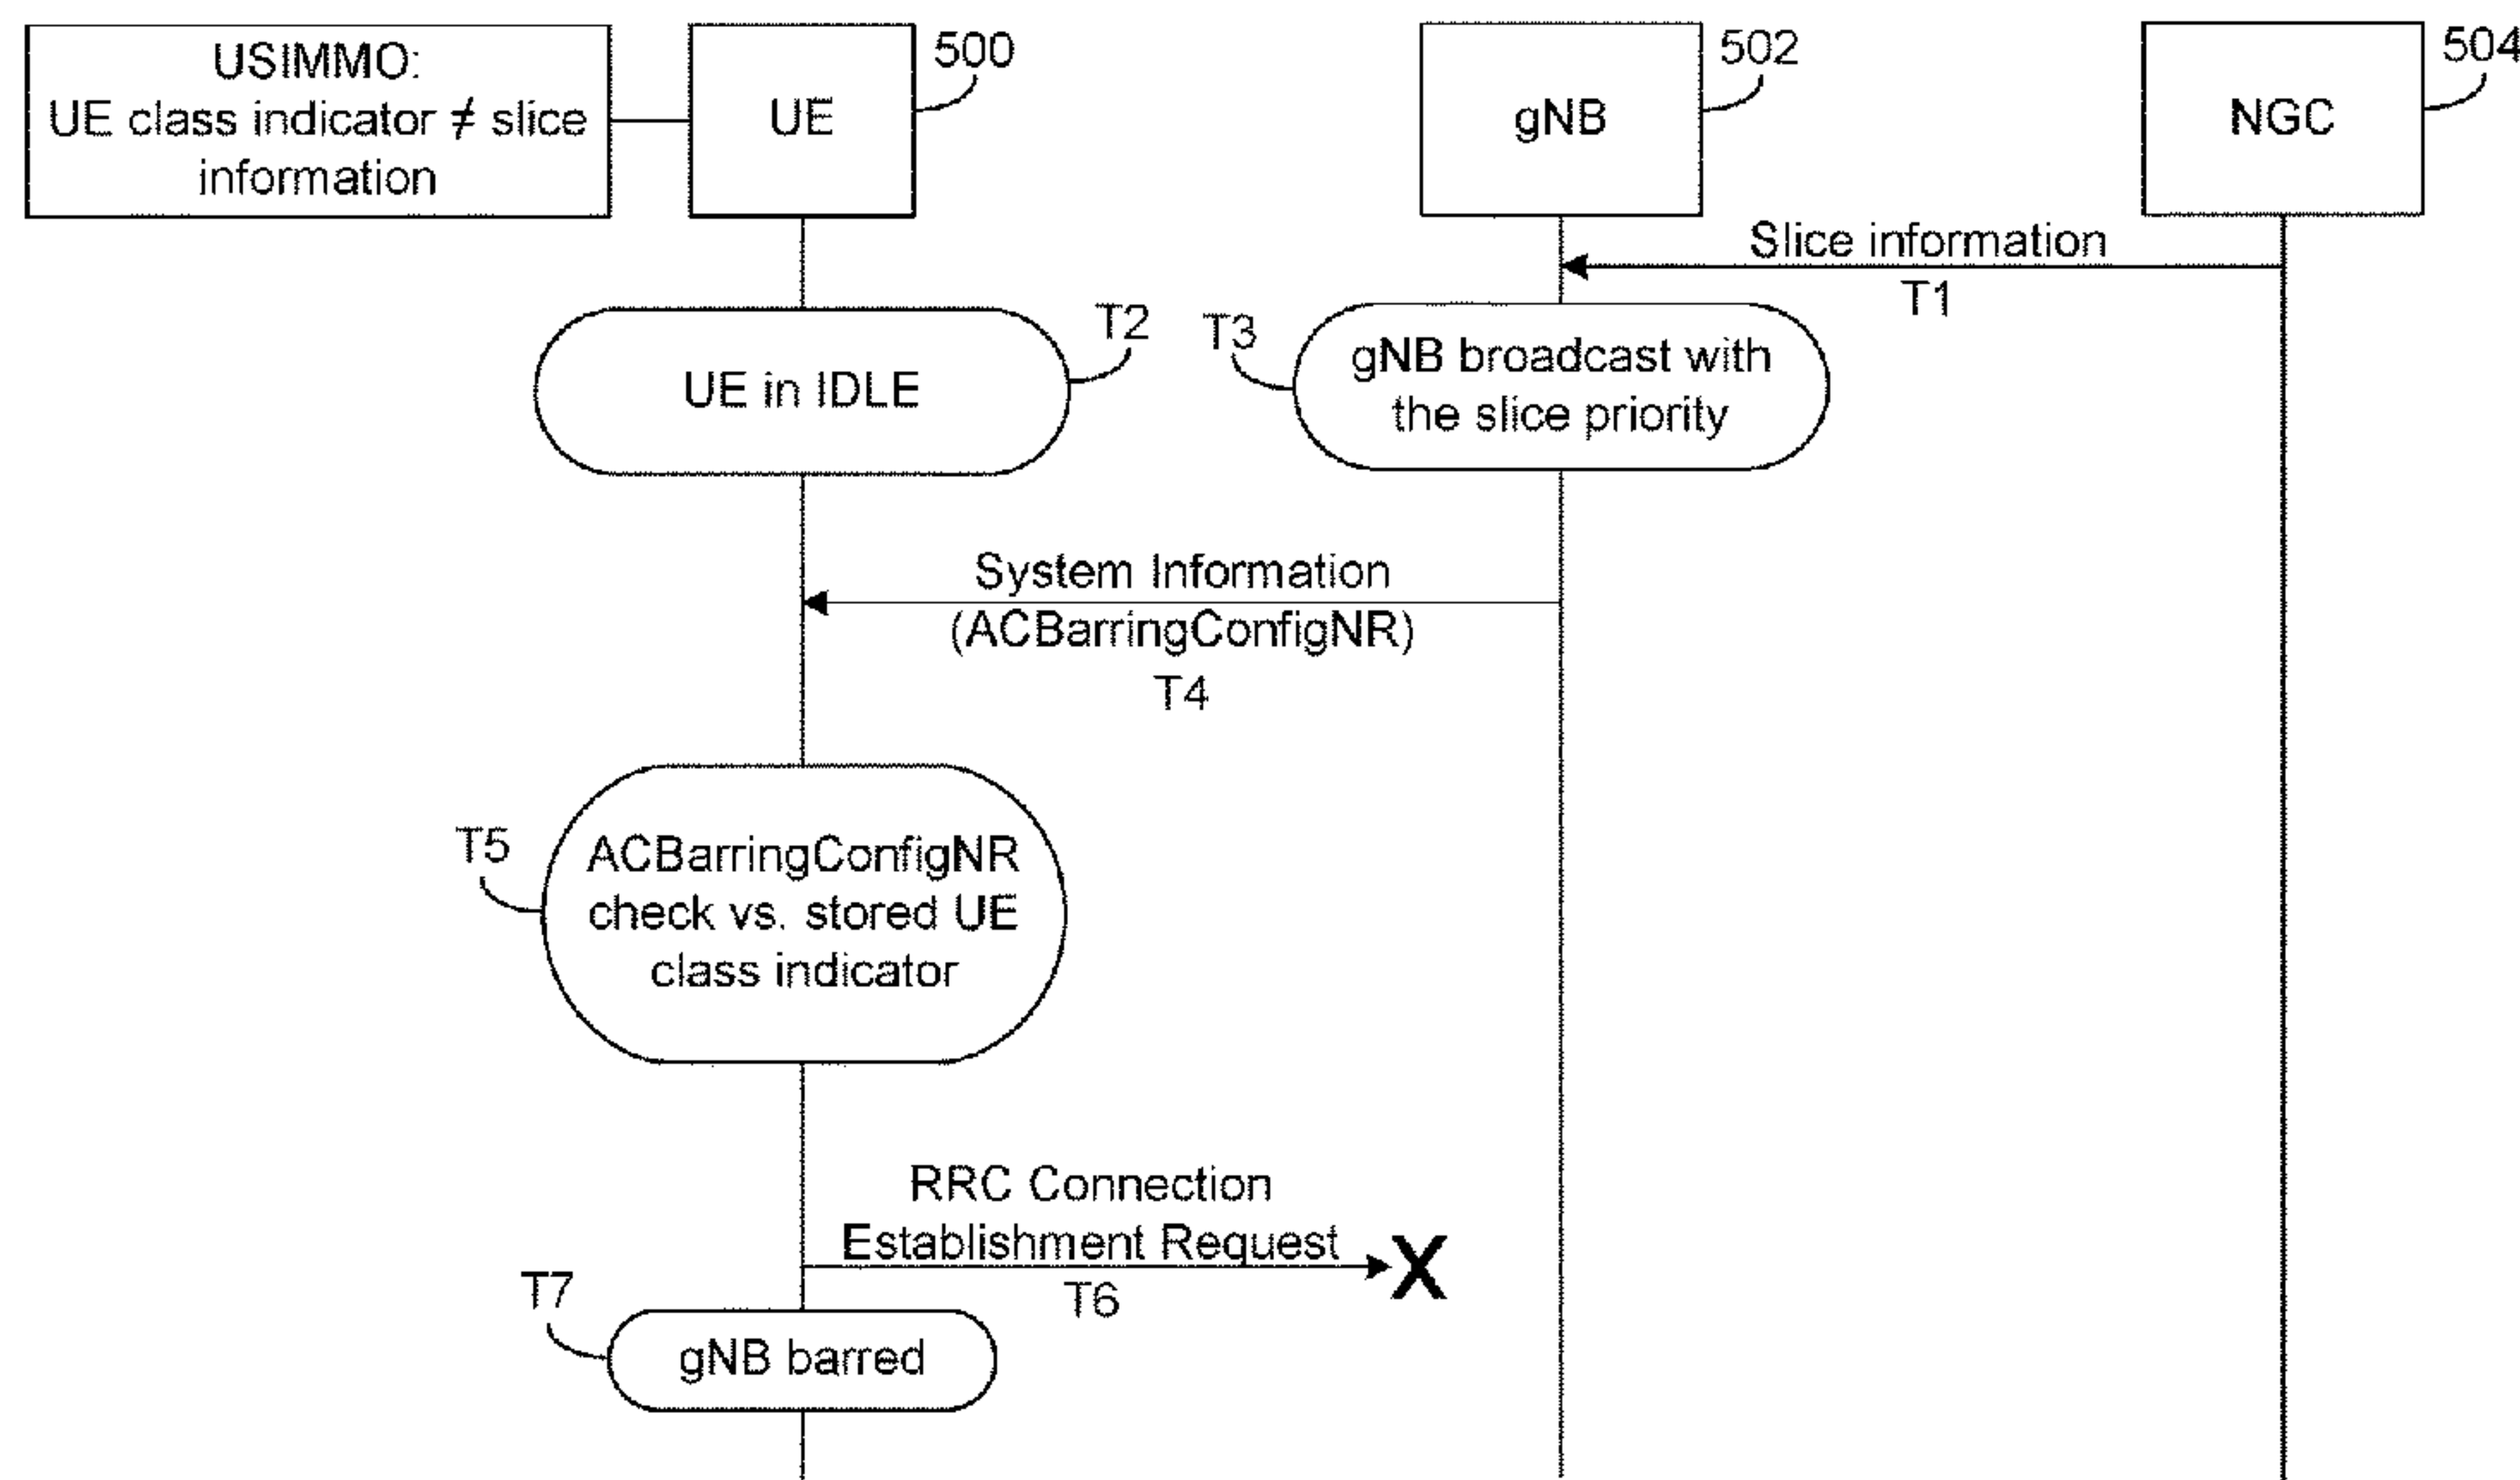 USIMMO:
UE class indicator ≠ slice
information
UE
500
gNB
502
NGC
504
Slice information
T1
UE in IDLE
T2
T3
gNB broadcast with
the slice priority
System Information
(ACBarringConfigNR)
T4
T5
ACBarringConfigNR
check vs. stored UE
class indicator
RRC Connection
Establishment Request
T6
X
T7
gNB barred